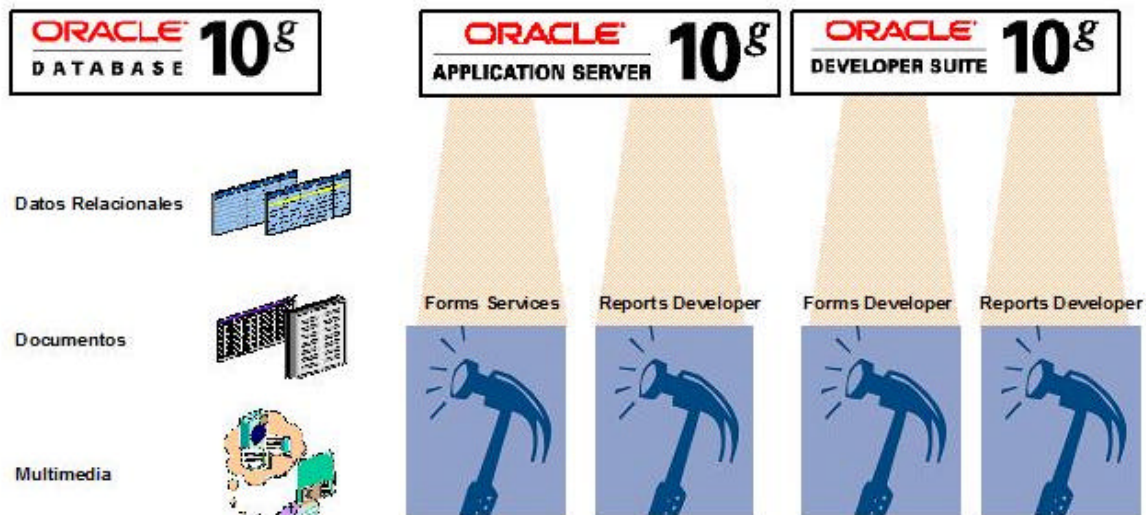 ORACLE
DATABASE
10g
ORACLE
APPLICATION SERVER
10g
ORACLE
DEVELOPER SUITE
10g
Datos Relacionales
Documentos
Multimedia
Forms Services
Reports Developer
Forms Developer
Reports Developer